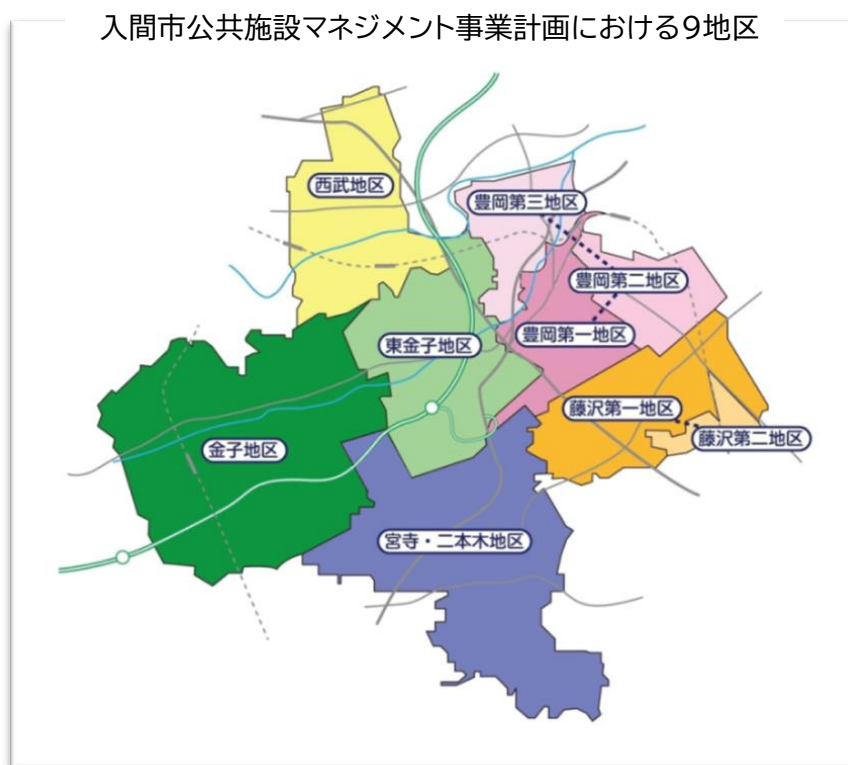 入間市公共施設マネジメント事業計画における9地区
西武地区
豊岡第三地区
豊岡第二地区
豊岡第一地区
東金子地区
藤沢第一地区
藤沢第二地区
金子地区
宮寺・二本木地区